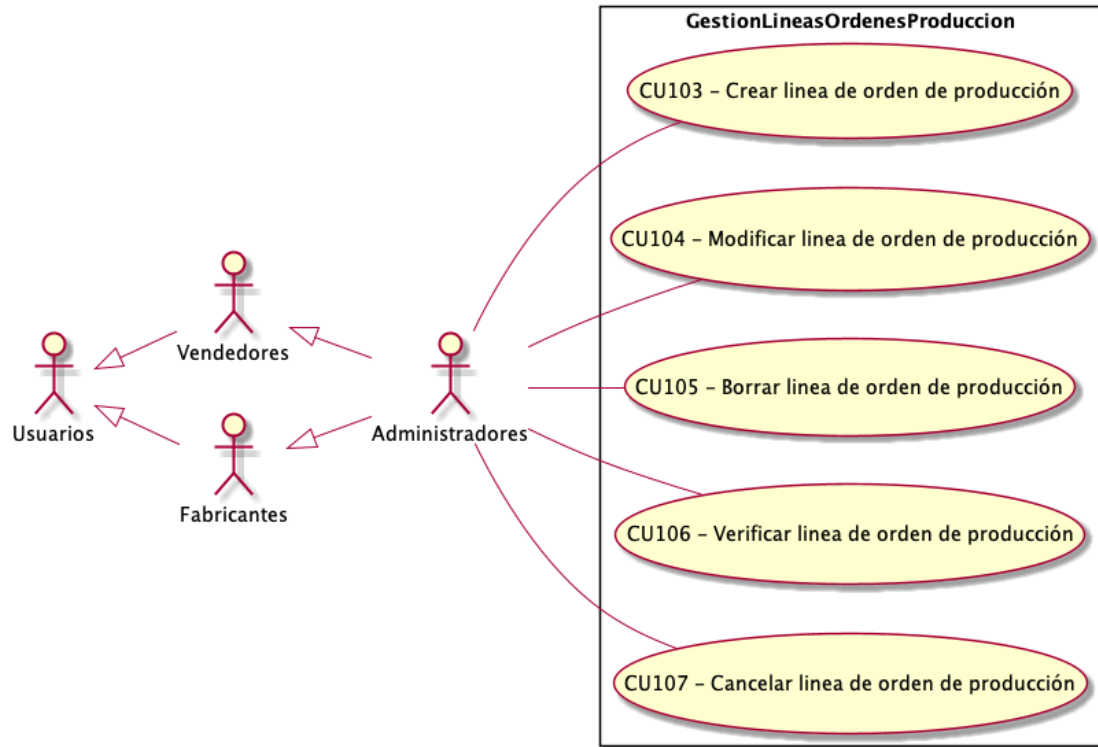 GestionLineasOrdenesProduccion
CU103 – Crear linea de orden de producción
CU104 – Modificar linea de orden de producción
Vendedores
Usuarios
Administradores
CU105 – Borrar linea de orden de producción
Fabricantes
CU106 – Verificar linea de orden de producción
CU107 – Cancelar linea de orden de producción